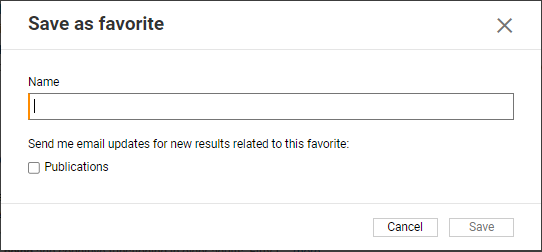 Save as favorite
Name
Send me email updates for new results related to this favorite:
Publications
Cancel
Save